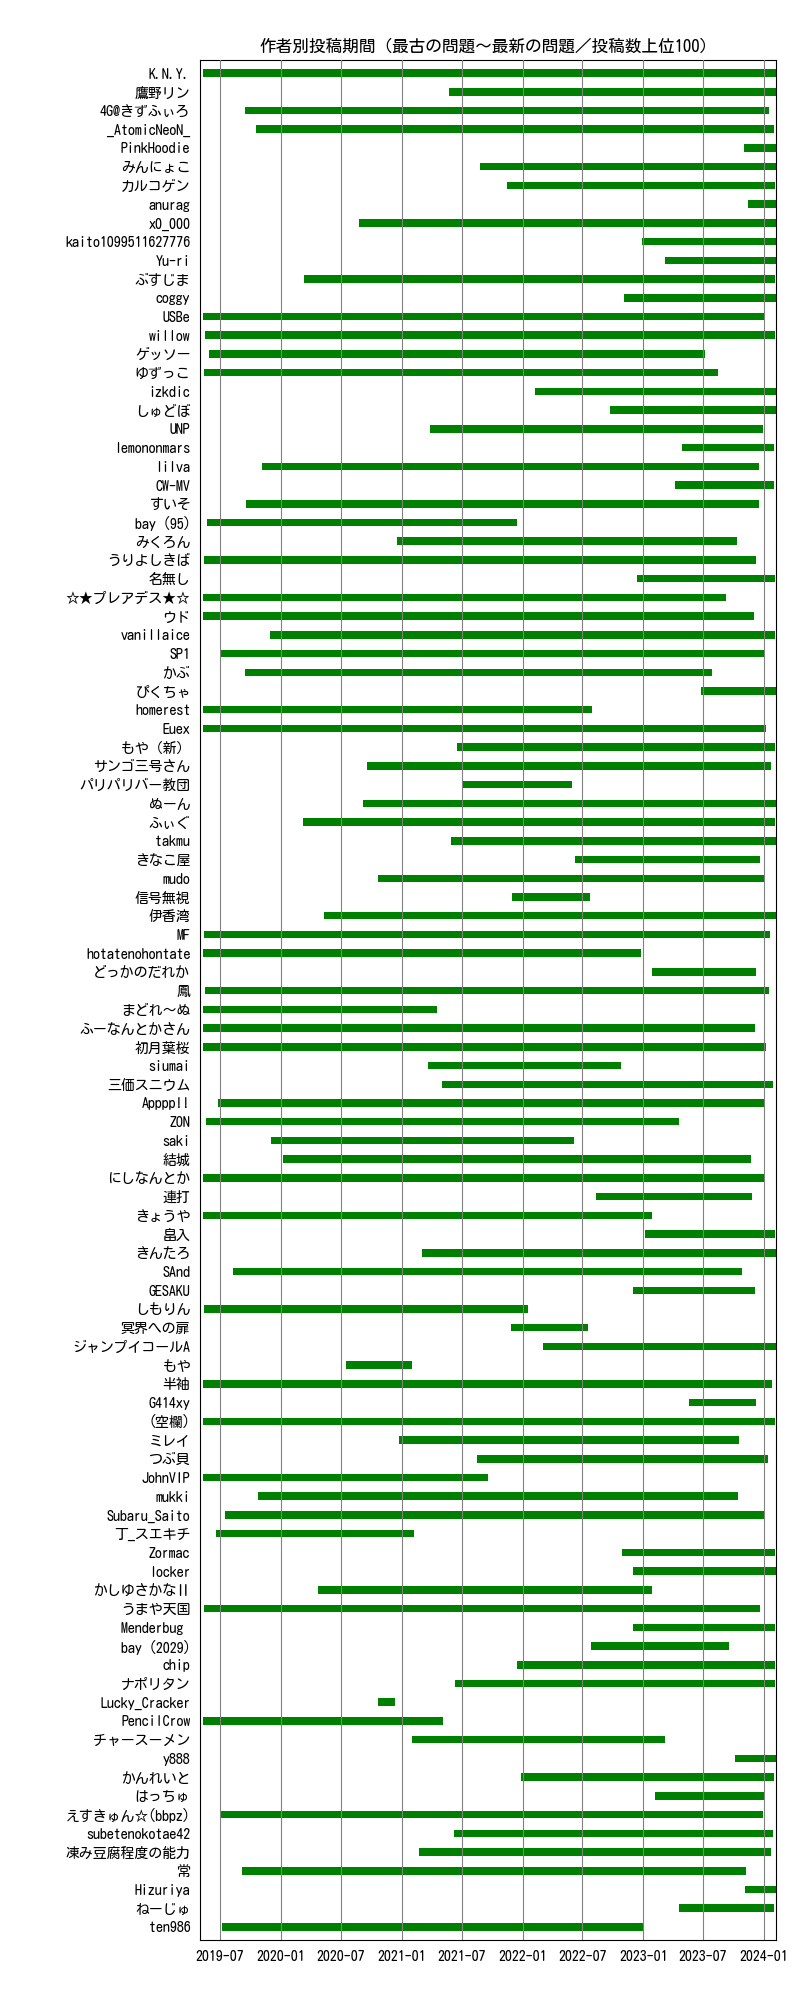 作者別投稿期間（最古の問題～最新の問題／投稿数上位100）
K.N.Y.
鷹野リン
4G@きずふぃろ
_AtomicNeoN_
PinkHoodie
みんにょこ
カルコゲン
anurag
x0_000
kaito1099511627776
Yu-ri
ぶすじま
coggy
USBe
willow
ゲッソー
ゆずっこ
izkdic
しゅどぼ
UNP
lemononmars
lilva
CW-MV
すいそ
bay (95)
みくろん
うりよしきば
名無し
☆★プレアデス★☆
ウド
vanillaice
SP1
かぶ
ぴくちゃ
homerest
Euex
もや（新）
サンゴ三号さん
パリパリバー教団
ぬーん
ふぃぐ
takmu
きなこ屋
mudo
信号無視
伊香湾
MF
hotatenohontate
どっかのだれか
鳳
まどれ～ぬ
ふーなんとかさん
初月葉桜
siumai
三価スニウム
Appppll
ZON
saki
結城
にしなんとか
連打
きょうや
畠入
きんたろ
SAnd
GESAKU
しもりん
冥界への扉
ジャンプイコールA
もや
半袖
G414xy
(空欄)
ミレイ
つぶ貝
JohnVIP
mukki
Subaru_Saito
丁_スエキチ
Zormac
locker
かしゆさかなII
うまや天国
Menderbug
bay (2029)
chip
ナポリタン
Lucky_Cracker
PencilCrow
チャースーメン
y888
かんれいと
はっちゅ
えすきゅん☆(bbpz)
subetenokotae42
凍み豆腐程度の能力
常
Hizuriya
ねーじゅ
ten986
2019-07 2020-01 2020-07 2021-01 2021-07 2022-01 2022-07 2023-01 2023-07 2024-01